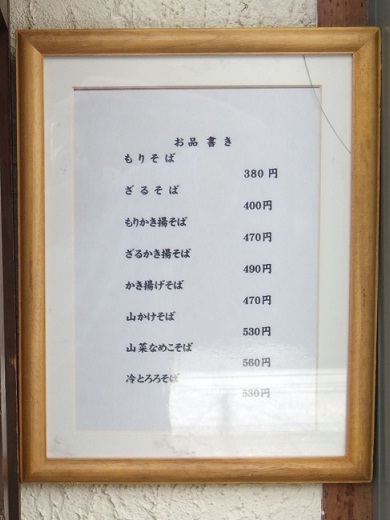 お品書き
もりそば
380円
ざるそば
400円
もりかき揚そば
470円
ざるかき揚そば
490円
かき揚げそば
470円
山かけそば
530円
山菜なめこそば
560円
冷とろろそば
530円